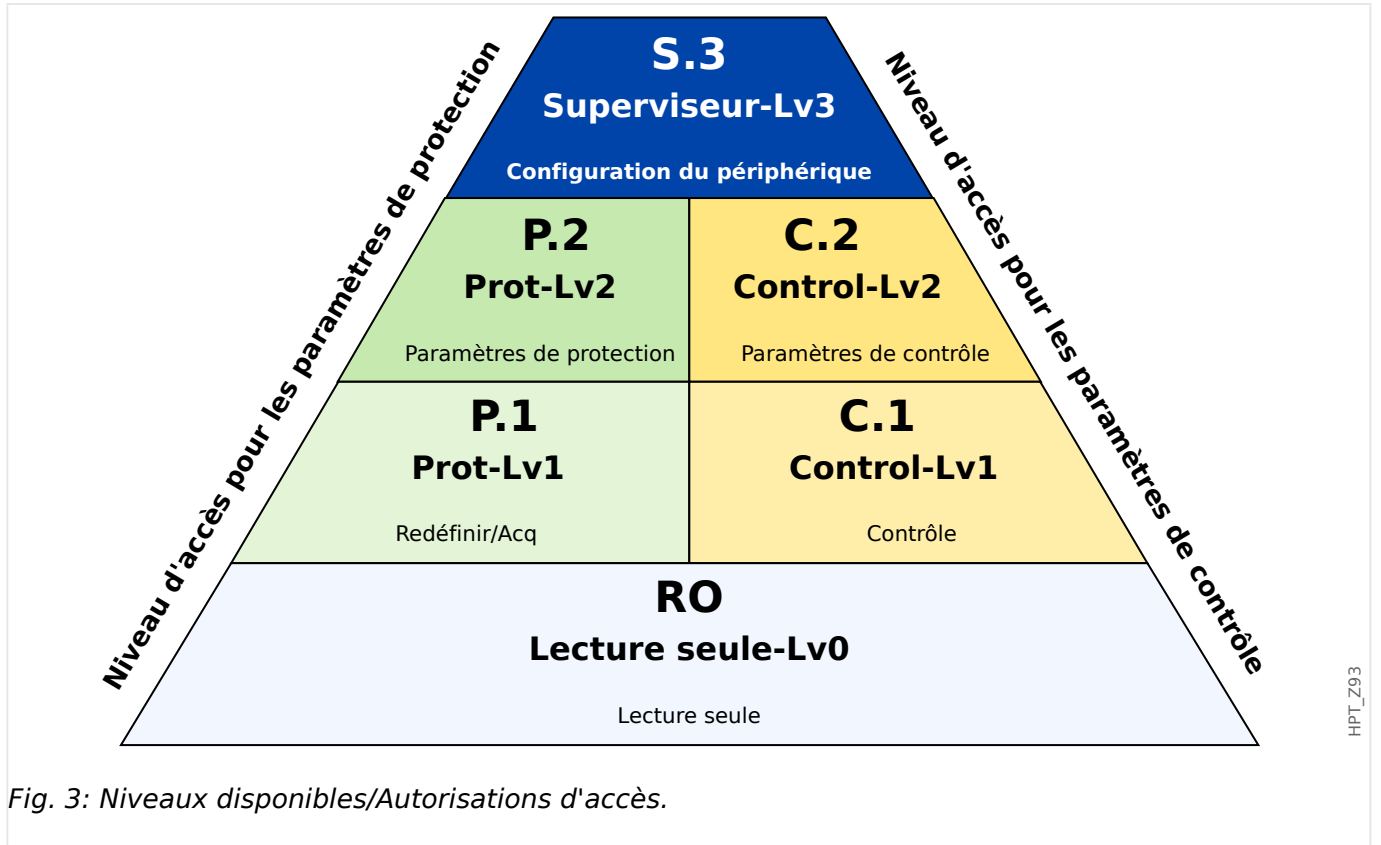 Niveau d'accès pour les paramètres de protection
Niveau d'accès pour les paramètres de contrôle
S.3
Superviseur-Lv3
Configuration du périphérique
P.2
Prot-Lv2
Paramètres de protection
C.2
Control-Lv2
Paramètres de contrôle
P.1
Prot-Lv1
Redéfinir/Acq
C.1
Control-Lv1
Contrôle
RO
Lecture seule-Lv0
Lecture seule
HPT_Z93
Fig. 3: Niveaux disponibles/Autorisations d'accès.